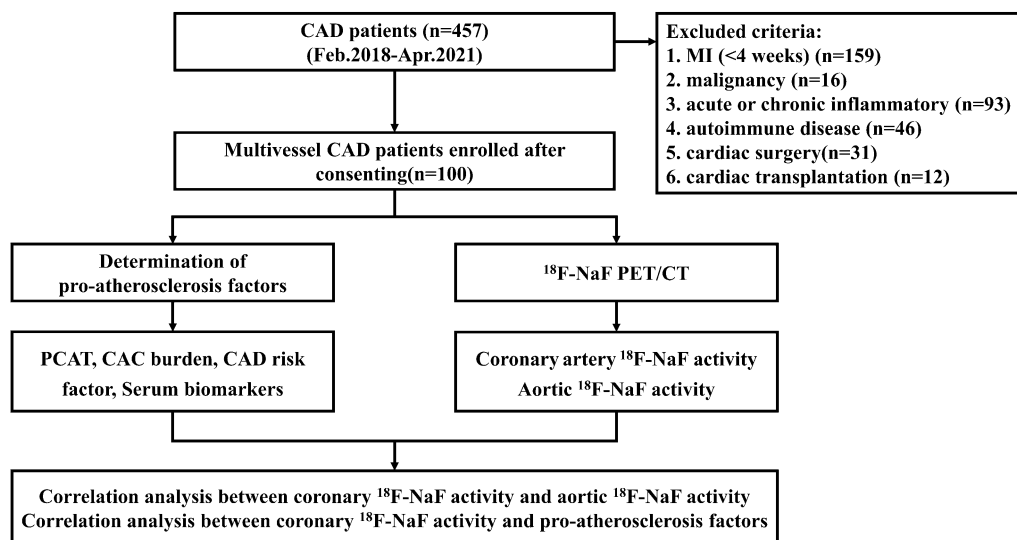 CAD patients (n=457)
(Feb.2018-Apr.2021)
Excluded criteria:
1. MI (<4 weeks) (n=159)
2. malignancy (n=16)
3. acute or chronic inflammatory (n=93)
4. autoimmune disease (n=46)
5. cardiac surgery(n=31)
6. cardiac transplantation (n=12)
Multivessel CAD patients enrolled after
consenting(n=100)
Determination of
pro-atherosclerosis factors
¹⁸F-NaF PET/CT
PCAT, CAC burden, CAD risk
factor, Serum biomarkers
Coronary artery ¹⁸F-NaF activity
Aortic ¹⁸F-NaF activity
Correlation analysis between coronary ¹⁸F-NaF activity and aortic ¹⁸F-NaF activity
Correlation analysis between coronary ¹⁸F-NaF activity and pro-atherosclerosis factors